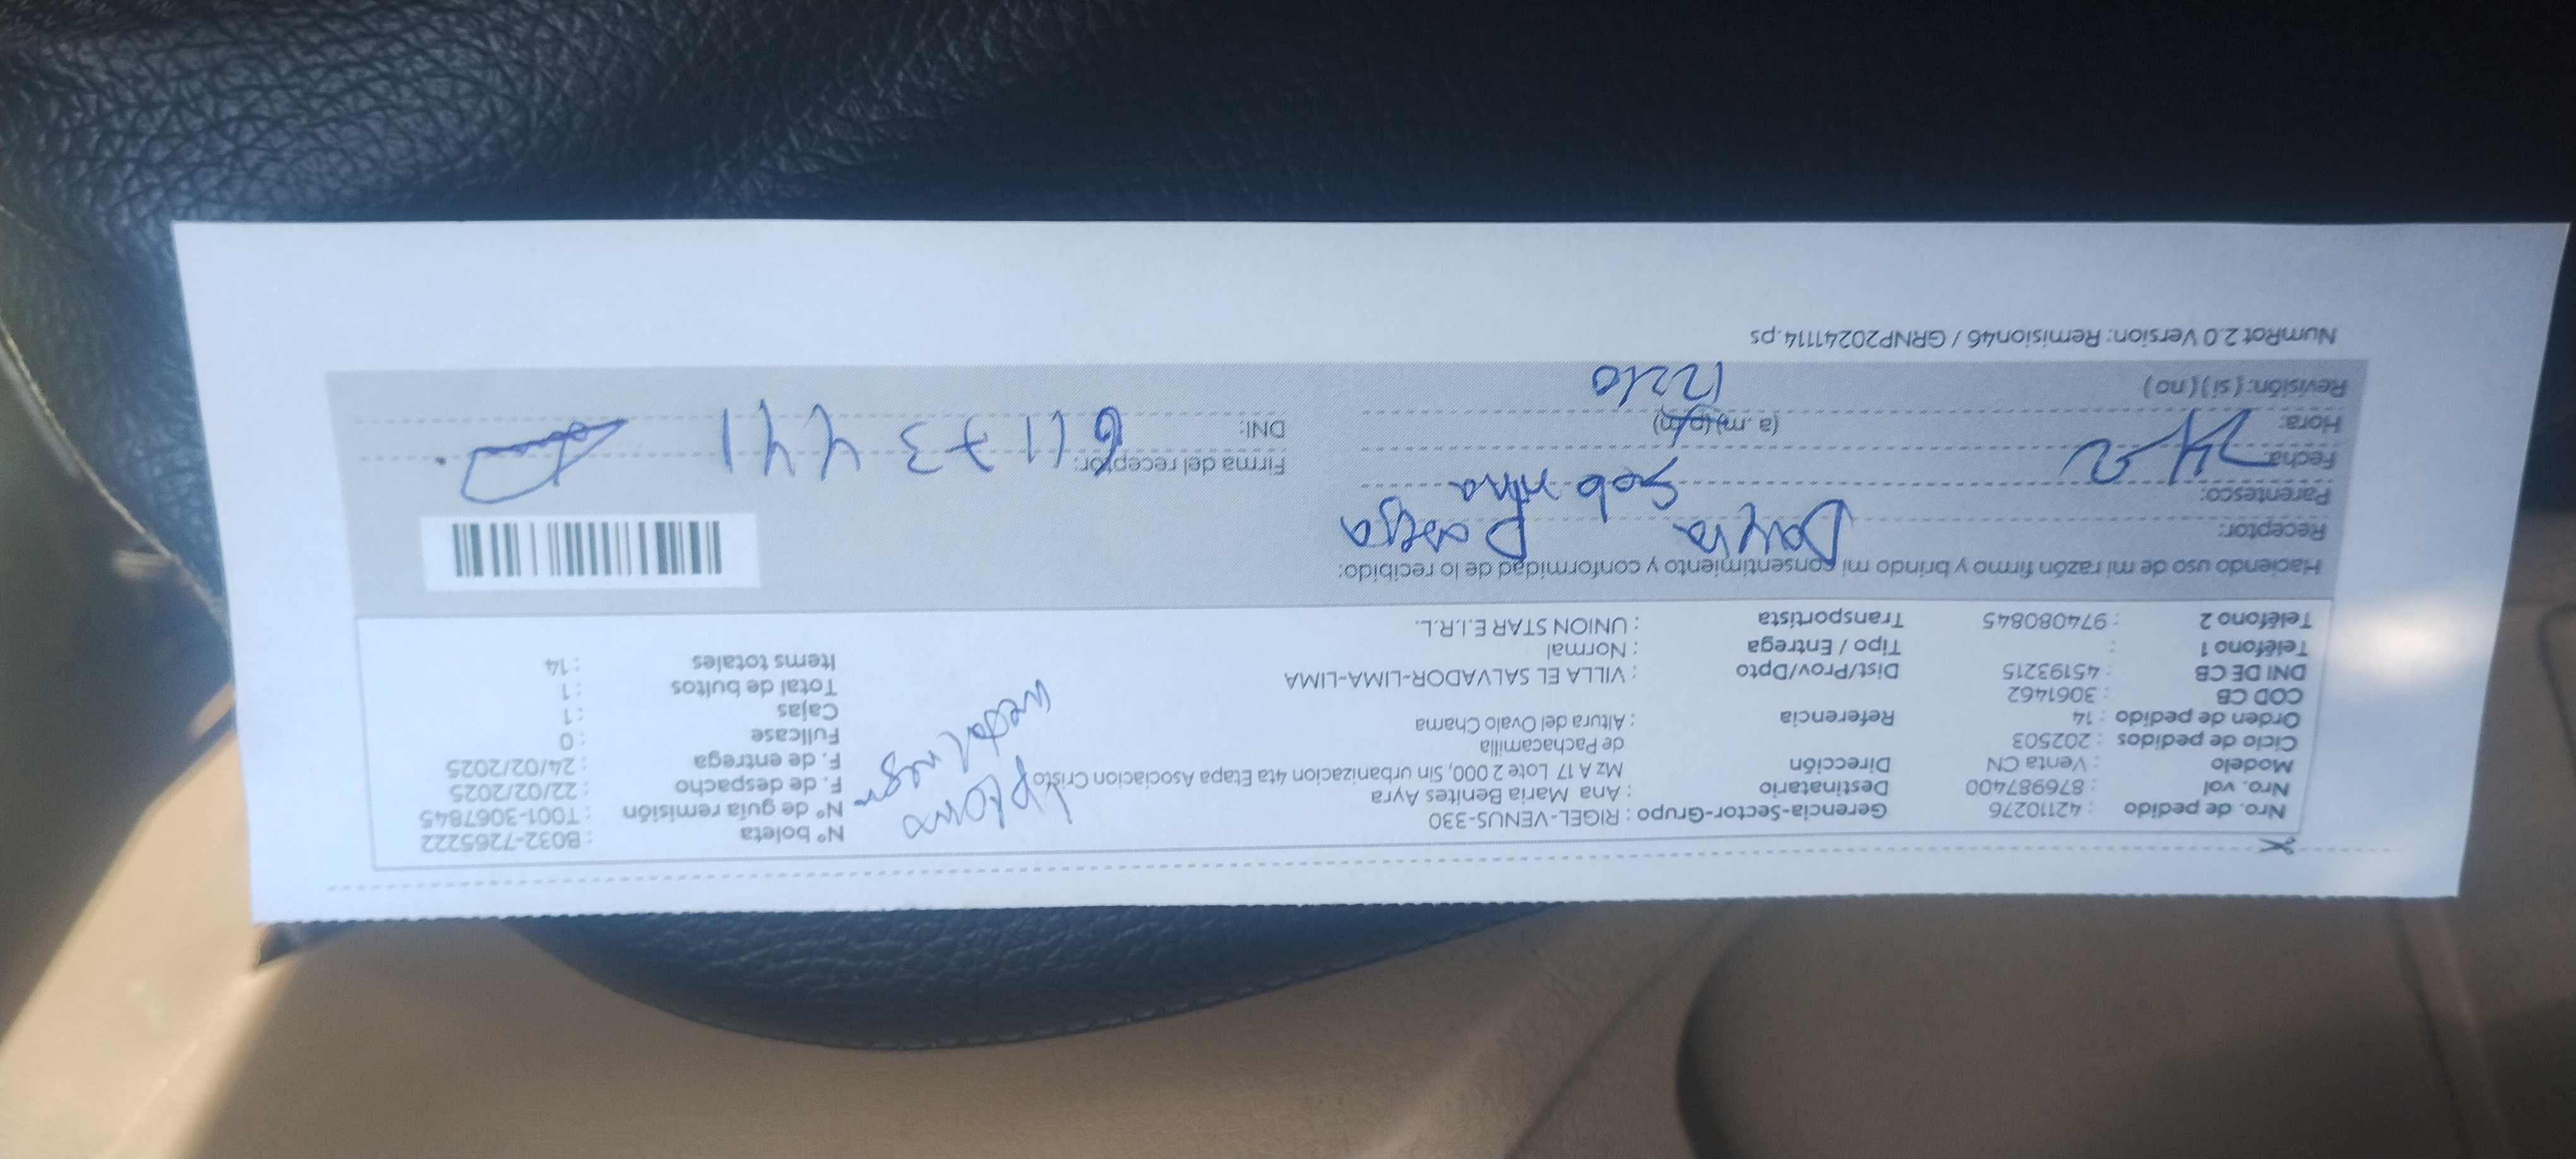 Nro. de pedido : 42110276 Gerencia-Sector-Grupo : RIGEL-VENUS-330 N° boleta : B032-7265222
Nro. vol : 876987400 Destinatario : Ana Maria Benites Ayra N° de guía remisión : T001-3067845
Modelo : Venta CN Dirección Mz A 17 Lote 2 000, Sin urbanizacion 4ta Etapa Asociacion Cristo F. de despacho : 22/02/2025
Ciclo de pedidos : 202503 de Pachacamilla F. de entrega : 24/02/2025
Orden de pedido : 14 Referencia : Altura del Ovalo Chama Fullcase : 0
COD CB : 3061462 Cajas : 1
DNI DE CB : 45193215 Dist/Prov/Dpto : VILLA EL SALVADOR-LIMA-LIMA Total de bultos : 1
Teléfono 1 : Tipo / Entrega : Normal Items totales : 14
Teléfono 2 : 974080845 Transportista : UNION STAR E.I.R.L.
1 plomo
metal negr
Haciendo uso de mi razón firmo y brindo mi consentimiento y conformidad de lo recibido:
Receptor: Dayra
Parentesco: Sobrina
Fecha: 24 2 Firma del receptor:
Hora: (a. m) (p. m) DNI: 61173441
Revisión: ( si ) ( no ) 1210
NumRot 2.0 Version: Remision46 / GRNP20241114.ps